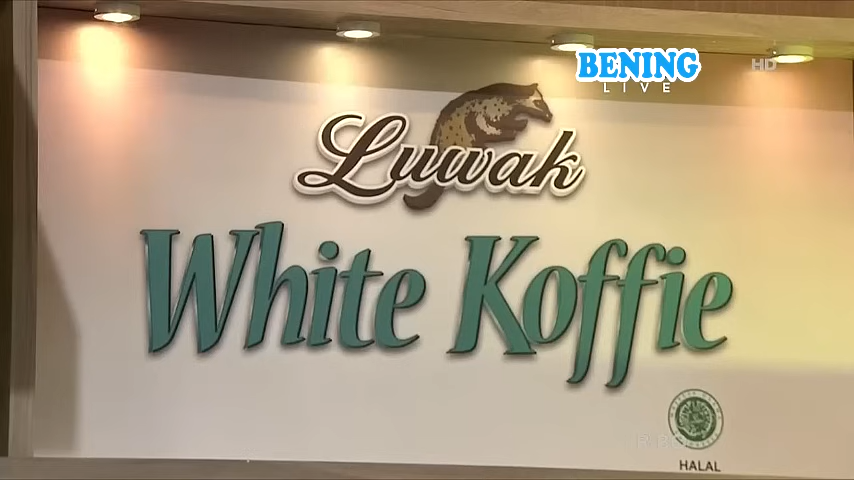 BENING
LIVE
HD
Luwak
White Koffie
HALAL